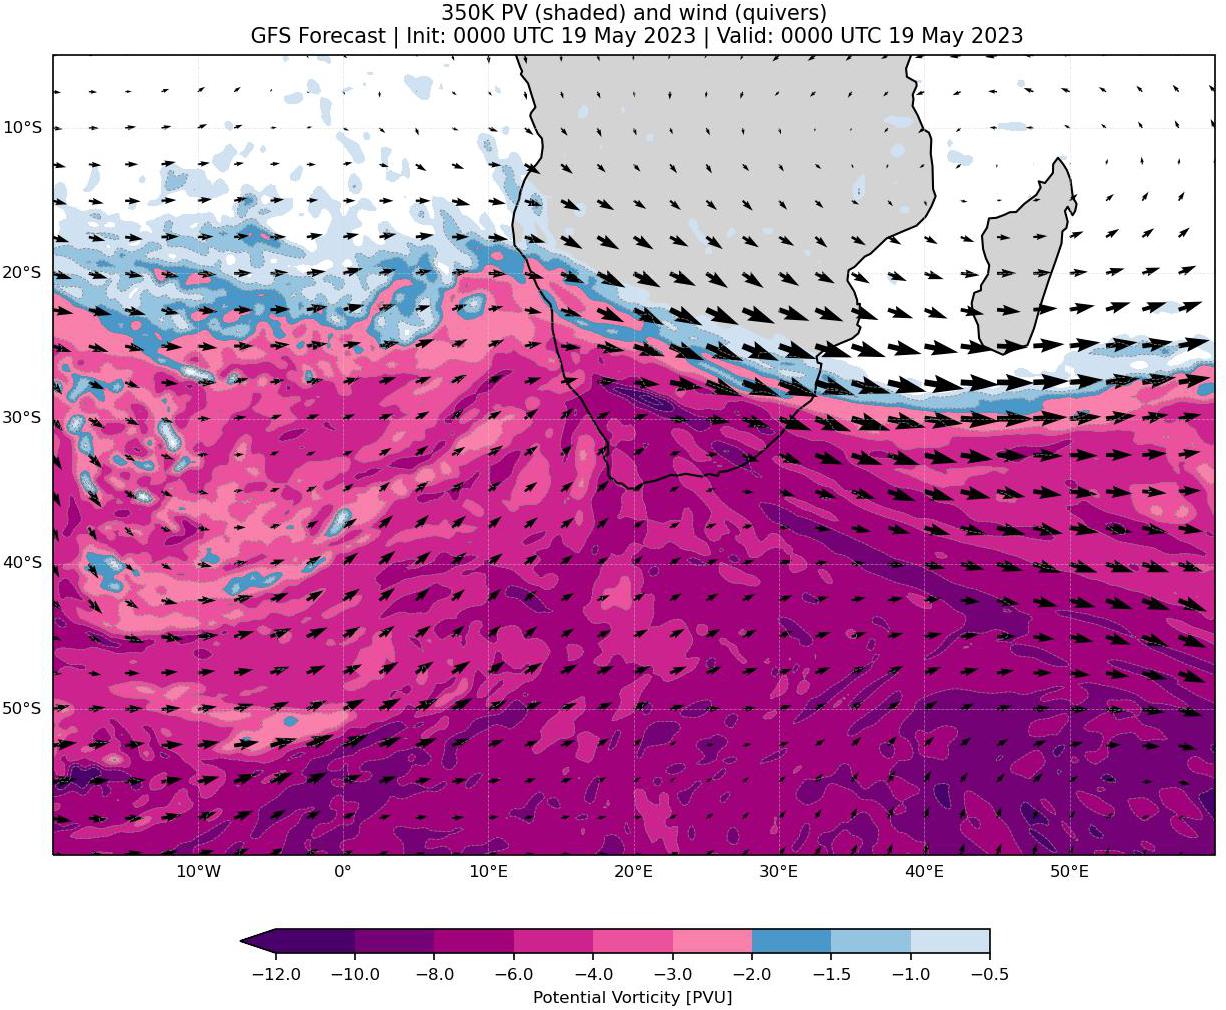 350K PV (shaded) and wind (quivers)
GFS Forecast | Init: 0000 UTC 19 May 2023 | Valid: 0000 UTC 19 May 2023
10°S
20°S
30°S
40°S
50°S
10°W 0° 10°E 20°E 30°E 40°E 50°E
−12.0 −10.0 −8.0 −6.0 −4.0 −3.0 −2.0 −1.5 −1.0 −0.5
Potential Vorticity [PVU]